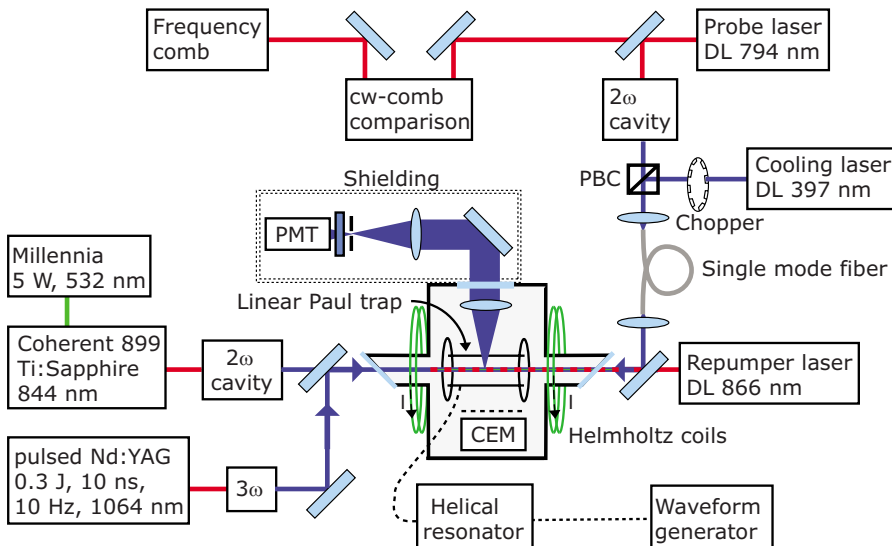 Frequency
comb
cw-comb
comparison
Probe laser
DL 794 nm
2ω
cavity
PBC
Cooling laser
DL 397 nm
Chopper
Single mode fiber
Shielding
PMT
Millennia
5 W, 532 nm
Linear Paul trap
Coherent 899
Ti:Sapphire
844 nm
2ω
cavity
Repumper laser
DL 866 nm
I
I
CEM
Helmholtz coils
pulsed Nd:YAG
0.3 J, 10 ns,
10 Hz, 1064 nm
3ω
Helical
resonator
Waveform
generator